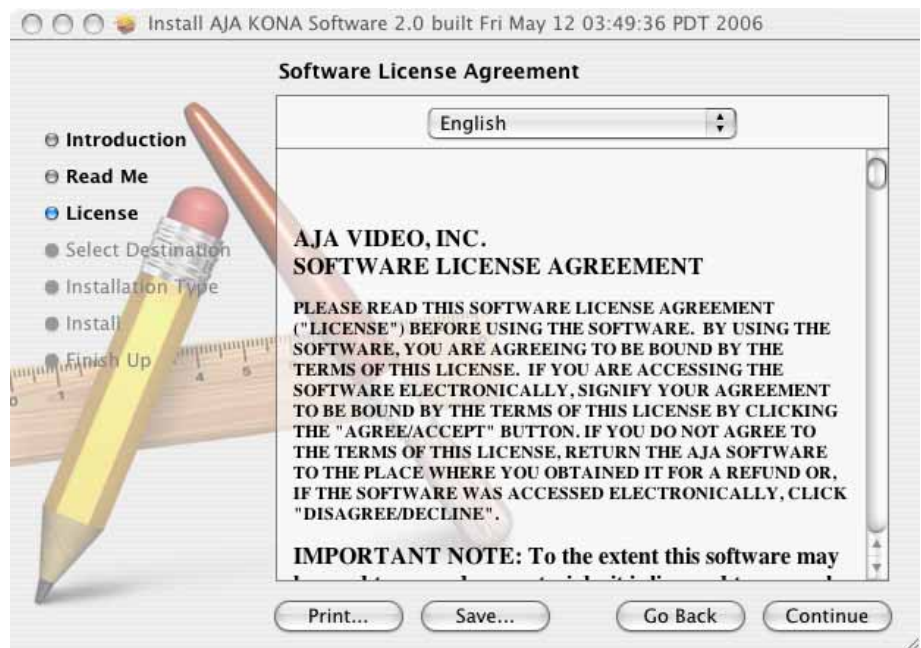 Install AJA KONA Software 2.0 built Fri May 12 03:49:36 PDT 2006
Software License Agreement
Introduction
Read Me
License
Select Destination
Installation Type
Install
Finish Up
English
AJA VIDEO, INC.
SOFTWARE LICENSE AGREEMENT
PLEASE READ THIS SOFTWARE LICENSE AGREEMENT
("LICENSE") BEFORE USING THE SOFTWARE. BY USING THE
SOFTWARE, YOU ARE AGREEING TO BE BOUND BY THE
TERMS OF THIS LICENSE. IF YOU ARE ACCESSING THE
SOFTWARE ELECTRONICALLY, SIGNIFY YOUR AGREEMENT
TO BE BOUND BY THE TERMS OF THIS LICENSE BY CLICKING
THE "AGREE/ACCEPT" BUTTON. IF YOU DO NOT AGREE TO
THE TERMS OF THIS LICENSE, RETURN THE AJA SOFTWARE
TO THE PLACE WHERE YOU OBTAINED IT FOR A REFUND OR,
IF THE SOFTWARE WAS ACCESSED ELECTRONICALLY, CLICK
"DISAGREE/DECLINE".
IMPORTANT NOTE: To the extent this software may
Print...
Save...
Go Back
Continue